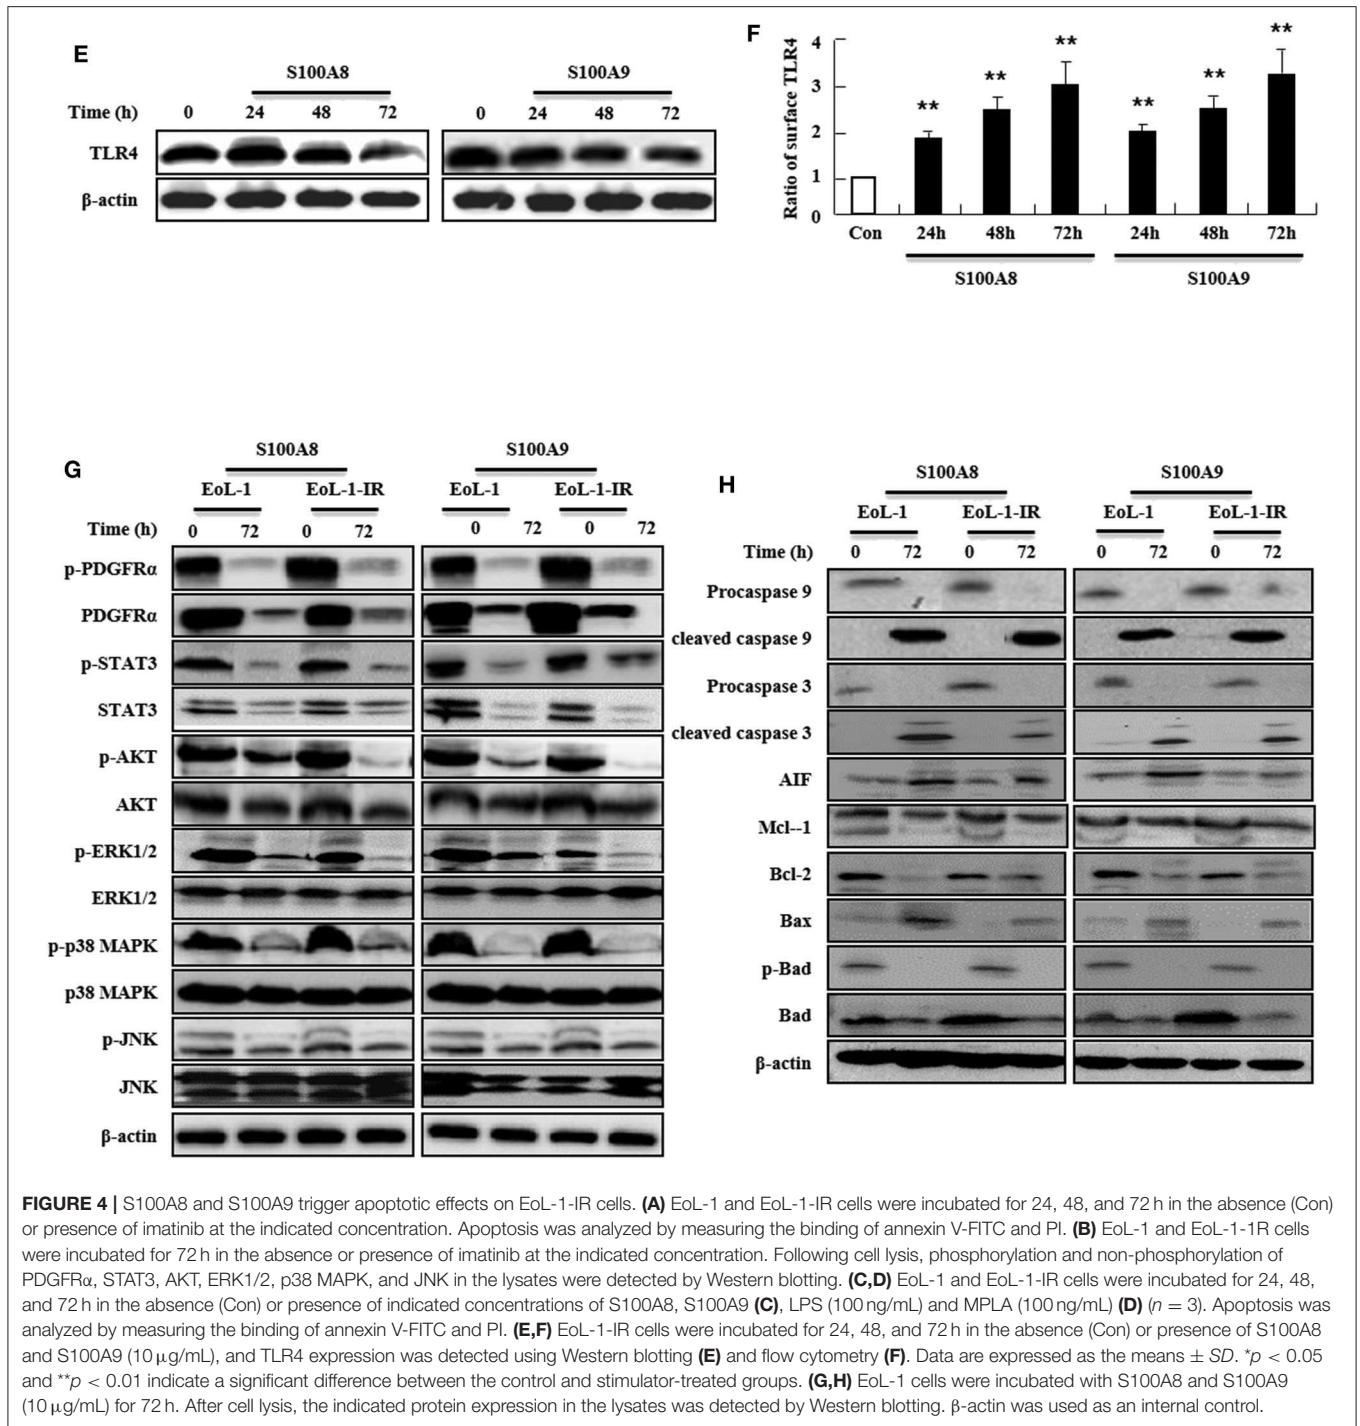 E
S100A8
S100A9
Time (h) 0 24 48 72 0 24 48 72
TLR4
β-actin
F
Ratio of surface TLR4
4
3
2
1
0
** ** ** ** ** **
Con 24h 48h 72h 24h 48h 72h
S100A8 S100A9
G
S100A8 S100A9
EoL-1 EoL-1-IR EoL-1 EoL-1-IR
Time (h) 0 72 0 72 0 72 0 72
p-PDGFRα
PDGFRα
p-STAT3
STAT3
p-AKT
AKT
p-ERK1/2
ERK1/2
p-p38 MAPK
p38 MAPK
p-JNK
JNK
β-actin
H
S100A8 S100A9
EoL-1 EoL-1-IR EoL-1 EoL-1-IR
Time (h) 0 72 0 72 0 72 0 72
Procaspase 9
cleaved caspase 9
Procaspase 3
cleaved caspase 3
AIF
Mcl--1
Bcl-2
Bax
p-Bad
Bad
β-actin
FIGURE 4 | S100A8 and S100A9 trigger apoptotic effects on EoL-1-IR cells. (A) EoL-1 and EoL-1-IR cells were incubated for 24, 48, and 72 h in the absence (Con)
or presence of imatinib at the indicated concentration. Apoptosis was analyzed by measuring the binding of annexin V-FITC and PI. (B) EoL-1 and EoL-1-1R cells
were incubated for 72 h in the absence or presence of imatinib at the indicated concentration. Following cell lysis, phosphorylation and non-phosphorylation of
PDGFRα, STAT3, AKT, ERK1/2, p38 MAPK, and JNK in the lysates were detected by Western blotting. (C,D) EoL-1 and EoL-1-IR cells were incubated for 24, 48,
and 72 h in the absence (Con) or presence of indicated concentrations of S100A8, S100A9 (C), LPS (100 ng/mL) and MPLA (100 ng/mL) (D) (n = 3). Apoptosis was
analyzed by measuring the binding of annexin V-FITC and PI. (E,F) EoL-1-IR cells were incubated for 24, 48, and 72 h in the absence (Con) or presence of S100A8
and S100A9 (10 μg/mL), and TLR4 expression was detected using Western blotting (E) and flow cytometry (F). Data are expressed as the means ± SD. *p < 0.05
and **p < 0.01 indicate a significant difference between the control and stimulator-treated groups. (G,H) EoL-1 cells were incubated with S100A8 and S100A9
(10 μg/mL) for 72 h. After cell lysis, the indicated protein expression in the lysates was detected by Western blotting. β-actin was used as an internal control.